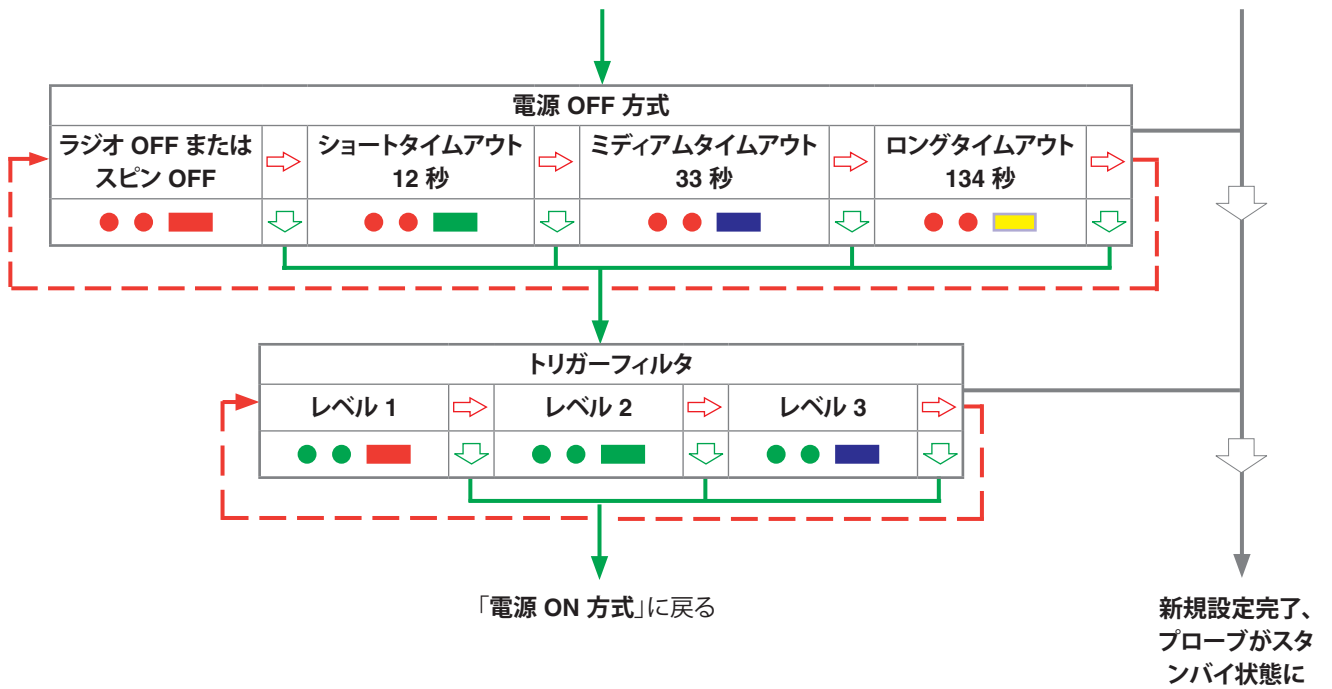 電源 OFF 方式
ラジオ OFF または
スピン OFF
ショートタイムアウト
12 秒
ミディアムタイムアウト
33 秒
ロングタイムアウト
134 秒
トリガーフィルタ
レベル 1
レベル 2
レベル 3
「電源 ON 方式」に戻る
新規設定完了、
プローブがスタ
ンバイ状態に